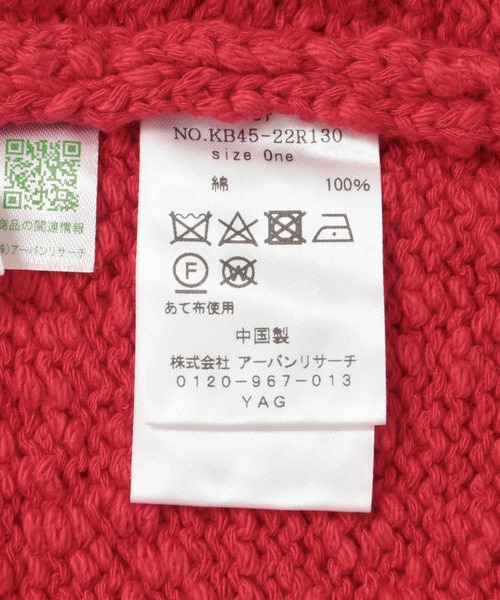 NO.KB45-22R130
size One
綿 100%
F W
あて布使用
中国製
株式会社 アーバンリサーチ
0120-967-013
YAG
商品の関連情報
(株)アーバンリサーチ